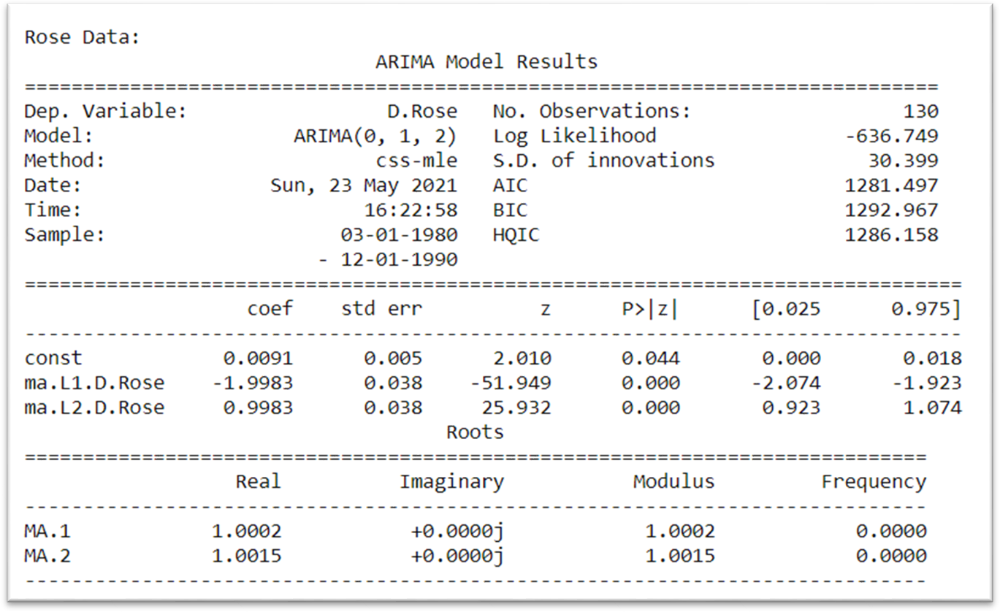 Rose Data:
ARIMA Model Results
==============================================================================
Dep. Variable: D.Rose No. Observations: 130
Model: ARIMA(0, 1, 2) Log Likelihood -636.749
Method: css-mle S.D. of innovations 30.399
Date: Sun, 23 May 2021 AIC 1281.497
Time: 16:22:58 BIC 1292.967
Sample: 03-01-1980 HQIC 1286.158
- 12-01-1990
================================================================================
coef std err z P>|z| [0.025 0.975]
--------------------------------------------------------------------------------
const 0.0091 0.005 2.010 0.044 0.000 0.018
ma.L1.D.Rose -1.9983 0.038 -51.949 0.000 -2.074 -1.923
ma.L2.D.Rose 0.9983 0.038 25.932 0.000 0.923 1.074
Roots
=============================================================================
Real Imaginary Modulus Frequency
-----------------------------------------------------------------------------
MA.1 1.0002 +0.0000j 1.0002 0.0000
MA.2 1.0015 +0.0000j 1.0015 0.0000
-----------------------------------------------------------------------------